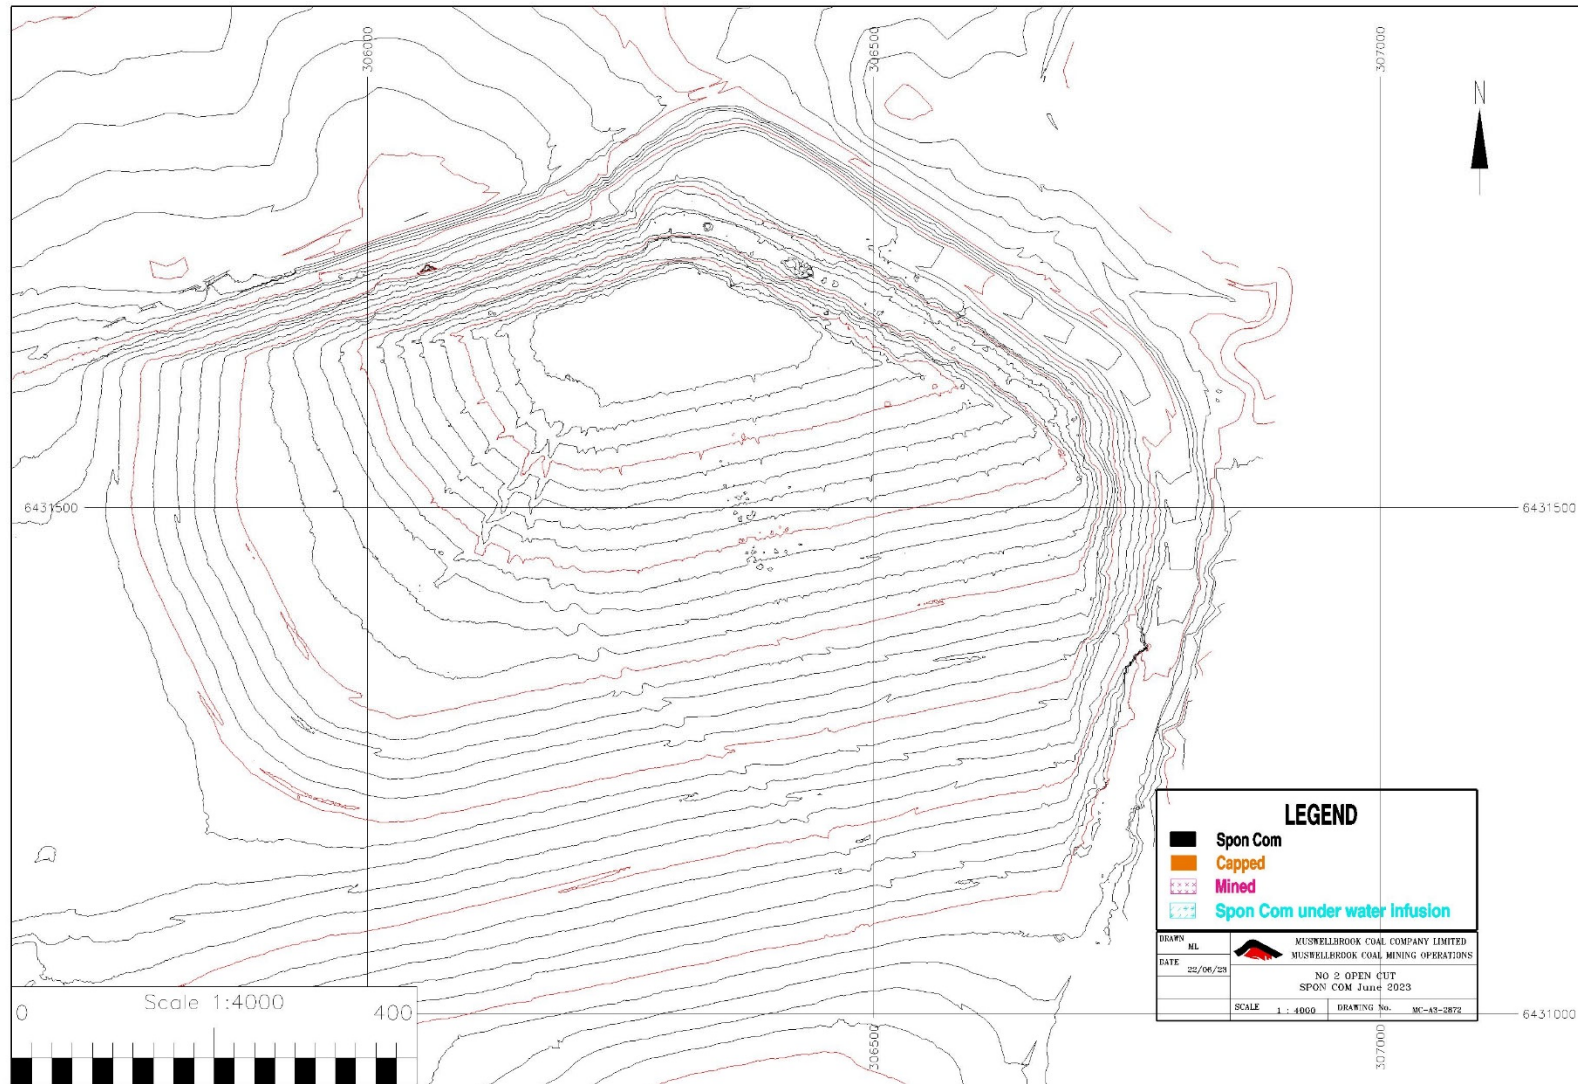 306000
306500
307000
N
6431500
6431500
LEGEND
Spon Com
Capped
Mined
Spon Com under water Infusion
DRAWN
ML
DATE
22/06/23
MUSWELLBROOK COAL COMPANY LIMITED
MUSWELLBROOK COAL MINING OPERATIONS
NO 2 OPEN CUT
SPON COM June 2023
SCALE
1 : 4000
DRAWING No.
MC-A3-2872
Scale 1:4000
0
400
6431000
306500
307000